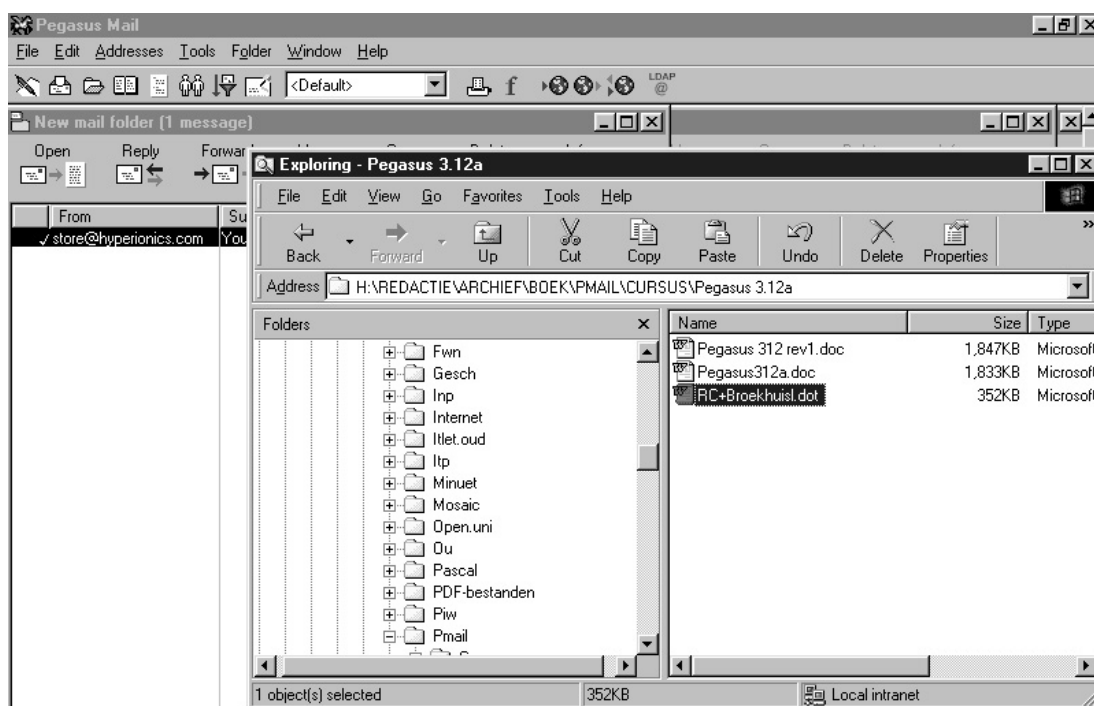 Pegasus Mail
File Edit Addresses Tools Folder Window Help
<Default> f LDAP @
New mail folder (1 message)
Open Reply
From
store@hyperionics.com You
Exploring - Pegasus 3.12a
File Edit View Go Favorites Tools Help
Back Forward Up Cut Copy Paste Undo Delete Properties »
Address H:\REDACTIE\ARCHIEF\BOEK\PMAIL\CURSUS\Pegasus 3.12a
Folders
Fwn
Gesch
Inp
Internet
Itlet.oud
Itp
Minuet
Mosaic
Open.uni
Ou
Pascal
PDF-bestanden
Piw
Pmail
Name Size Type
Pegasus 312 rev1.doc 1,847KB Microsoft
Pegasus312a.doc 1,833KB Microsoft
RC+Broekhuisl.dot 352KB Microsoft
1 object(s) selected 352KB Local intranet